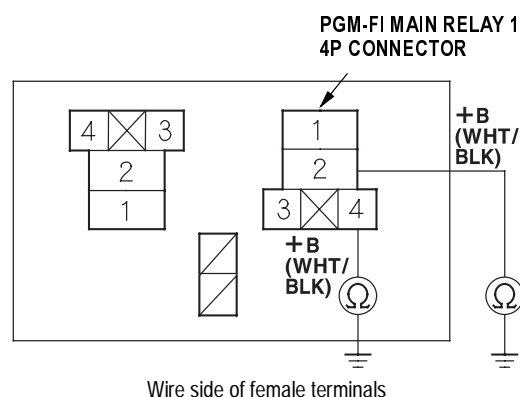 PGM-FI MAIN RELAY 1
4P CONNECTOR
4 3
2
1
1
2
3 4
+B
(WHT/
BLK)
Ω
+B
(WHT/
BLK)
Ω
Wire side of female terminals